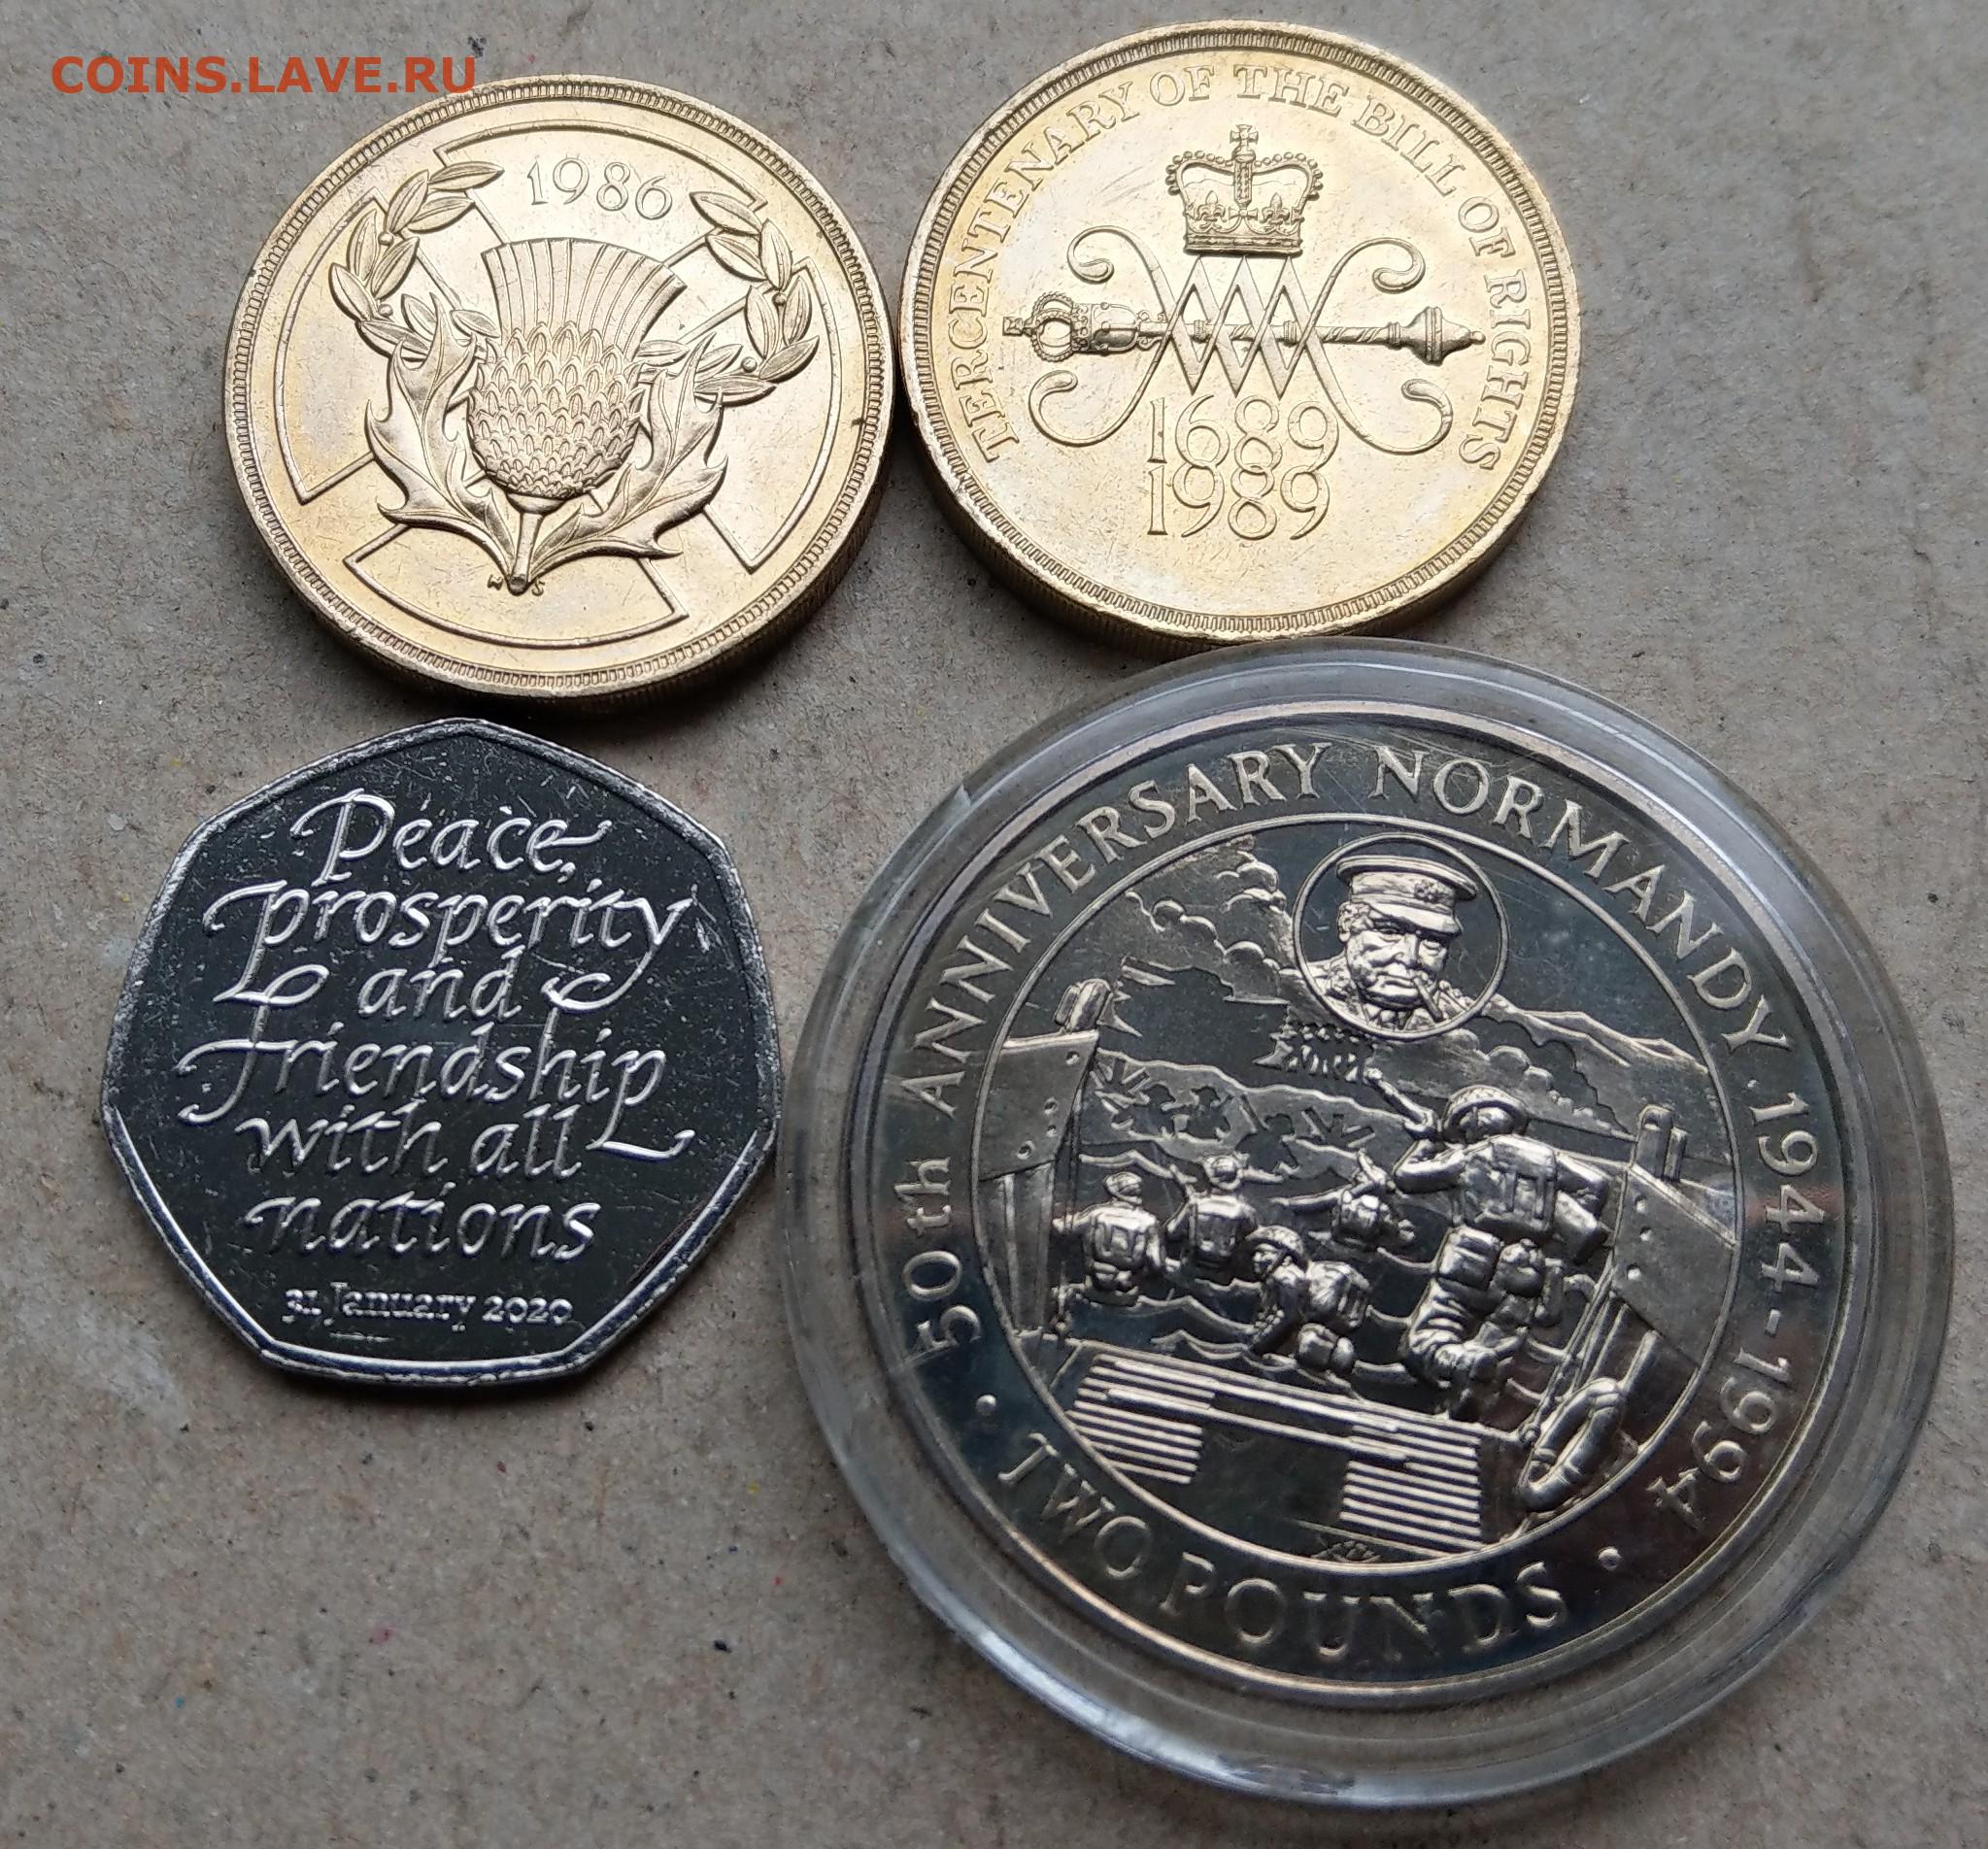 COINS.LAVE.RU
1986
W S
TERCENTENARY OF THE BILL OF RIGHTS
1689
1989
Peace,
prosperity
and
friendship
with all
nations
31 January 2020
50th ANNIVERSARY NORMANDY · 1944-1994
· TWO POUNDS ·